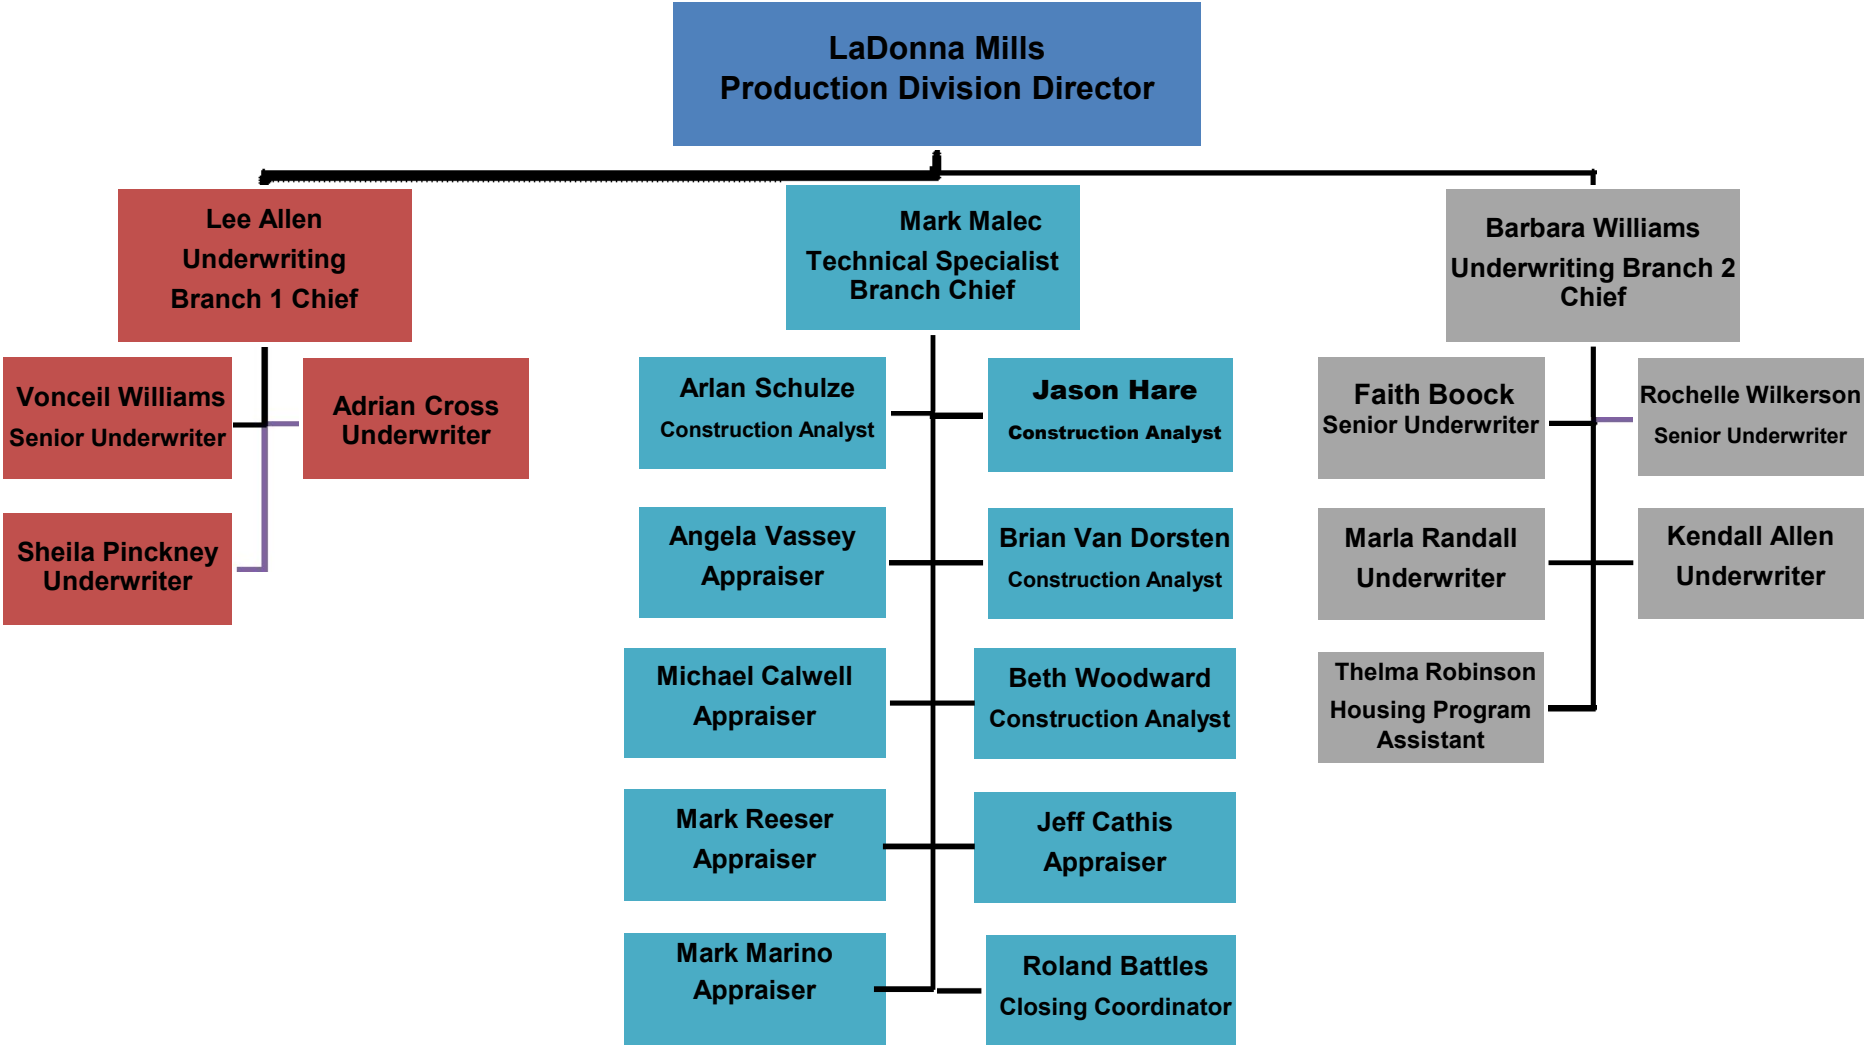 LaDonna Mills
Production Division Director
Lee Allen
Underwriting
Branch 1 Chief
Mark Malec
Technical Specialist
Branch Chief
Barbara Williams
Underwriting Branch 2
Chief
Vonceil Williams
Senior Underwriter
Adrian Cross
Underwriter
Sheila Pinckney
Underwriter
Arlan Schulze
Construction Analyst
Jason Hare
Construction Analyst
Angela Vassey
Appraiser
Brian Van Dorsten
Construction Analyst
Michael Calwell
Appraiser
Beth Woodward
Construction Analyst
Mark Reeser
Appraiser
Jeff Cathis
Appraiser
Mark Marino
Appraiser
Roland Battles
Closing Coordinator
Faith Boock
Senior Underwriter
Rochelle Wilkerson
Senior Underwriter
Marla Randall
Underwriter
Kendall Allen
Underwriter
Thelma Robinson
Housing Program
Assistant